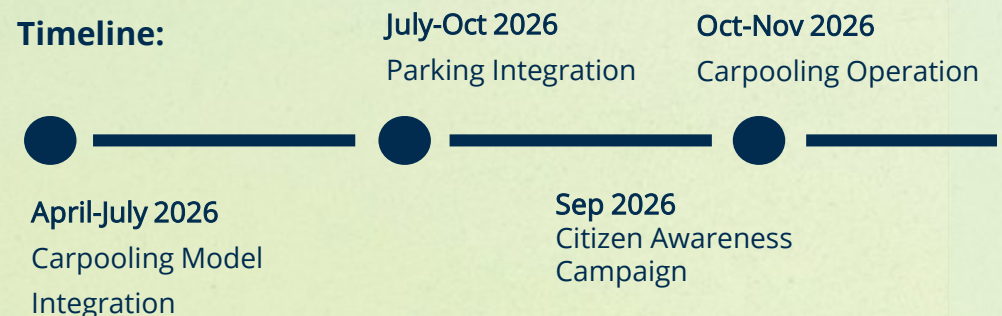 Timeline:
July-Oct 2026
Parking Integration
Oct-Nov 2026
Carpooling Operation
April-July 2026
Carpooling Model
Integration
Sep 2026
Citizen Awareness
Campaign